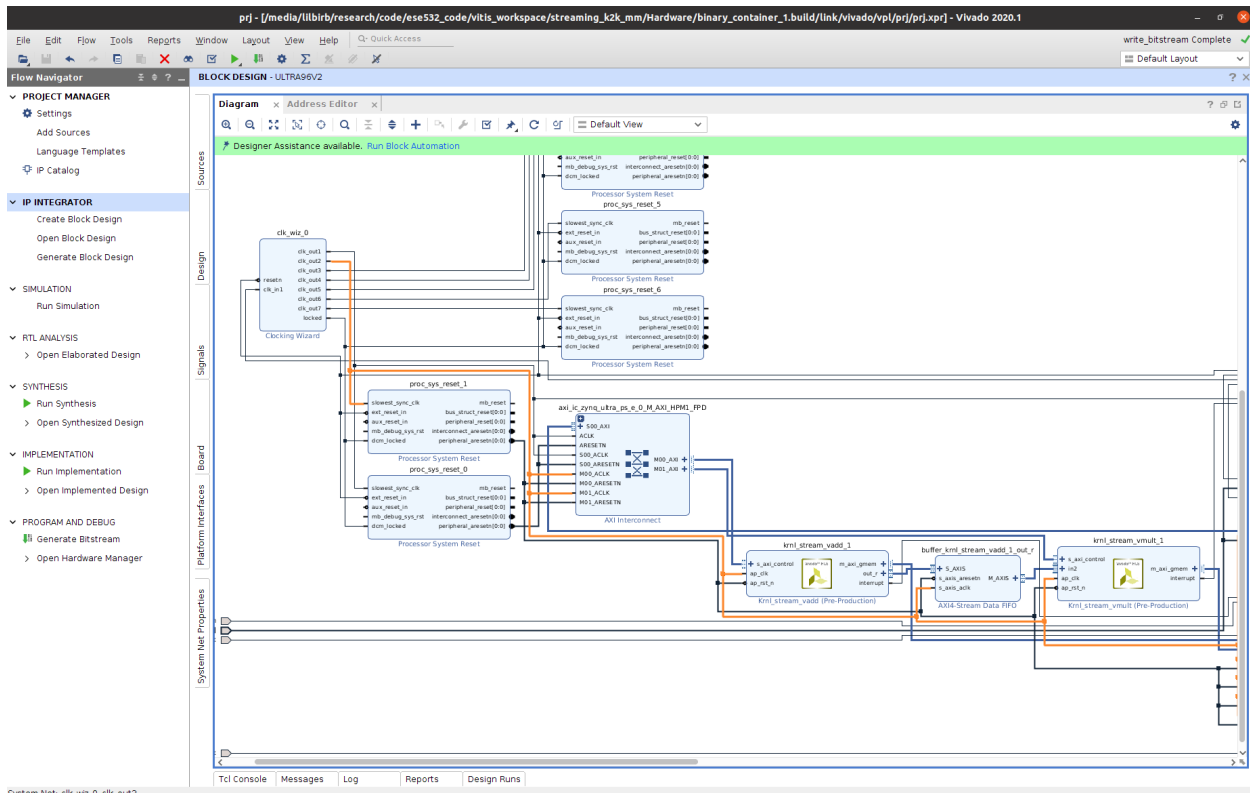 prj - [/media/lilbirb/research/code/ese532_code/vitis_workspace/streaming_k2k_mm/Hardware/binary_container_1.build/link/vivado/vpl/prj/prj.xpr] - Vivado 2020.1
File Edit Flow Tools Reports Window Layout View Help Q- Quick Access
write_bitstream Complete
Default Layout
Flow Navigator
PROJECT MANAGER
Settings
Add Sources
Language Templates
IP Catalog
IP INTEGRATOR
Create Block Design
Open Block Design
Generate Block Design
SIMULATION
Run Simulation
RTL ANALYSIS
Open Elaborated Design
SYNTHESIS
Run Synthesis
Open Synthesized Design
IMPLEMENTATION
Run Implementation
Open Implemented Design
PROGRAM AND DEBUG
Generate Bitstream
Open Hardware Manager
BLOCK DESIGN - ULTRA96V2
Sources
Design
Signals
Board
Platform Interfaces
System Net Properties
Diagram Address Editor
Default View
Designer Assistance available. Run Block Automation
aux_reset_in peripheral_reset[0:0]
mb_debug_sys_rst interconnect_aresetn[0:0]
dcm_locked peripheral_aresetn[0:0]
Processor System Reset
proc_sys_reset_5
slowest_sync_clk mb_reset
ext_reset_in bus_struct_reset[0:0]
aux_reset_in peripheral_reset[0:0]
mb_debug_sys_rst interconnect_aresetn[0:0]
dcm_locked peripheral_aresetn[0:0]
Processor System Reset
proc_sys_reset_6
slowest_sync_clk mb_reset
ext_reset_in bus_struct_reset[0:0]
aux_reset_in peripheral_reset[0:0]
mb_debug_sys_rst interconnect_aresetn[0:0]
dcm_locked peripheral_aresetn[0:0]
Processor System Reset
clk_wiz_0
clk_out1
clk_out2
clk_out3
resetn clk_out4
clk_in1 clk_out5
clk_out6
clk_out7
locked
Clocking Wizard
proc_sys_reset_1
slowest_sync_clk mb_reset
ext_reset_in bus_struct_reset[0:0]
aux_reset_in peripheral_reset[0:0]
mb_debug_sys_rst interconnect_aresetn[0:0]
dcm_locked peripheral_aresetn[0:0]
Processor System Reset
proc_sys_reset_0
slowest_sync_clk mb_reset
ext_reset_in bus_struct_reset[0:0]
aux_reset_in peripheral_reset[0:0]
mb_debug_sys_rst interconnect_aresetn[0:0]
dcm_locked peripheral_aresetn[0:0]
Processor System Reset
axi_ic_zynq_ultra_ps_e_0_M_AXI_HPM1_FPD
S00_AXI
ACLK
ARESETN
S00_ACLK
S00_ARESETN M00_AXI
M00_ACLK M01_AXI
M00_ARESETN
M01_ACLK
M01_ARESETN
AXI Interconnect
krnl_stream_vadd_1
s_axi_control m_axi_gmem
ap_clk out_r
ap_rst_n interrupt
Krnl_stream_vadd (Pre-Production)
buffer_krnl_stream_vadd_1_out_r
S_AXIS
s_axis_aresetn M_AXIS
s_axis_aclk
AXI4-Stream Data FIFO
krnl_stream_vmult_1
s_axi_control
in2 m_axi_gmem
ap_clk interrupt
ap_rst_n
Krnl_stream_vmult (Pre-Production)
Tcl Console Messages Log Reports Design Runs
System Net: clk_wiz_0_clk_out2